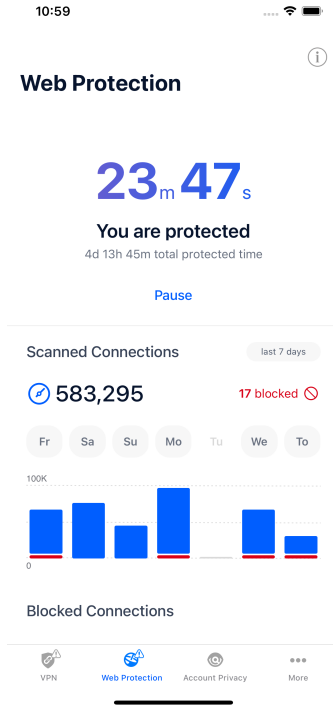 10:59
Web Protection
23m 47s
You are protected
4d 13h 45m total protected time
Pause
Scanned Connections last 7 days
583,295 17 blocked
Fr Sa Su Mo Tu We To
100K
0
Blocked Connections
VPN Web Protection Account Privacy More